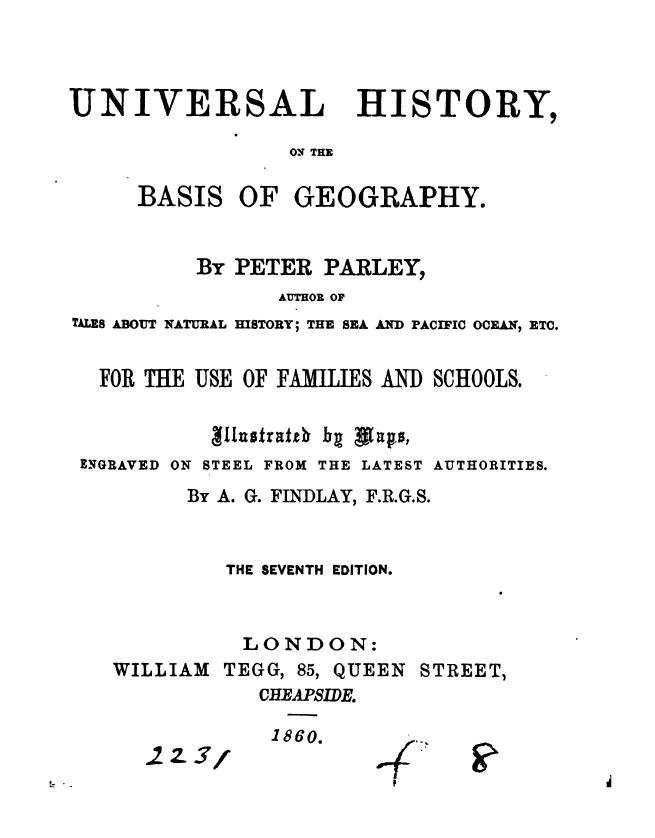 UNIVERSAL HISTORY,
ON THE
BASIS OF GEOGRAPHY.
By PETER PARLEY,
AUTHOR OF
TALES ABOUT NATURAL HISTORY; THE SEA AND PACIFIC OCEAN, ETC.
FOR THE USE OF FAMILIES AND SCHOOLS.
Illustrated by Maps,
ENGRAVED ON STEEL FROM THE LATEST AUTHORITIES.
By A. G. FINDLAY, F.R.G.S.
THE SEVENTH EDITION.
LONDON:
WILLIAM TEGG, 85, QUEEN STREET,
CHEAPSIDE.
1860.
2231 f 8